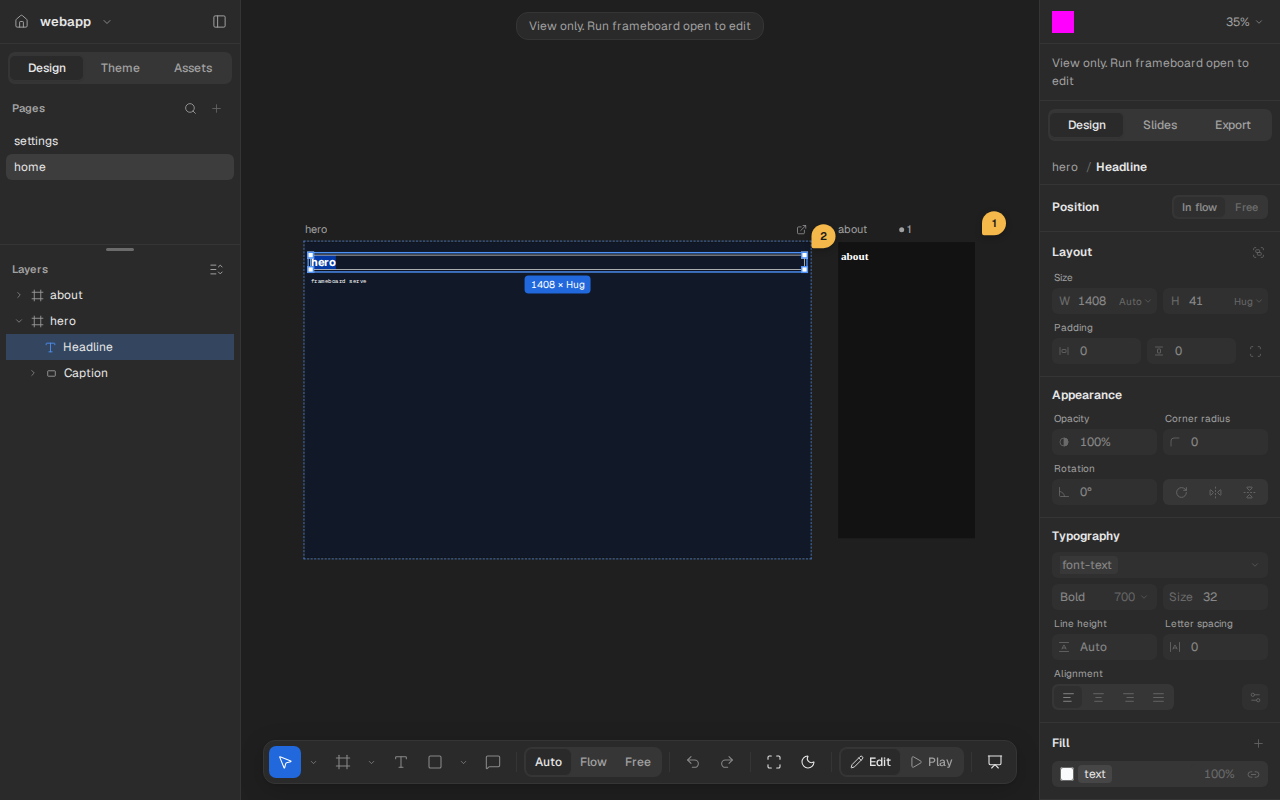 webapp
Design Theme Assets
Pages
settings
home
Layers
about
hero
Headline
Caption
View only. Run frameboard open to edit
hero
2
about
1
1
hero
frameboard serve
1408 × Hug
about
Auto Flow Free
Edit Play
35%
View only. Run frameboard open to
edit
Design Slides Export
hero / Headline
Position In flow Free
Layout
Size
W 1408 Auto H 41 Hug
Padding
0 0
Appearance
Opacity Corner radius
100% 0
Rotation
0°
Typography
font-text
Bold 700 Size 32
Line height Letter spacing
Auto 0
Alignment
Fill
text 100%